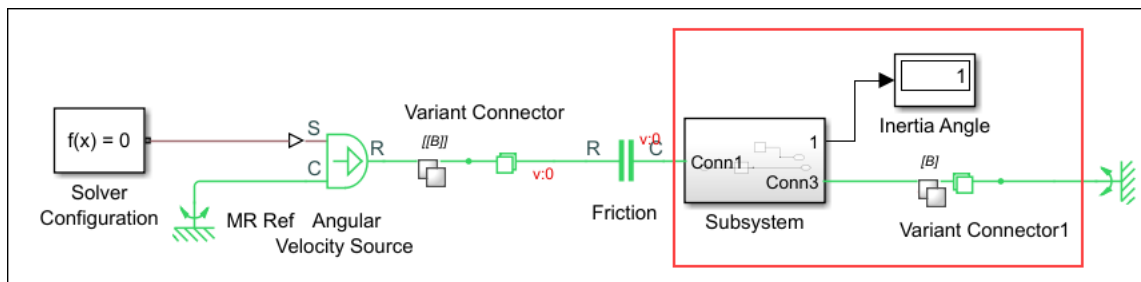 f(x) = 0
Solver
Configuration
S
C
R
MR Ref
Angular
Velocity Source
Variant Connector
[[B]]
v:0
R
v:0
C
Friction
Conn1
1
Conn3
Subsystem
1
Inertia Angle
[B]
Variant Connector1